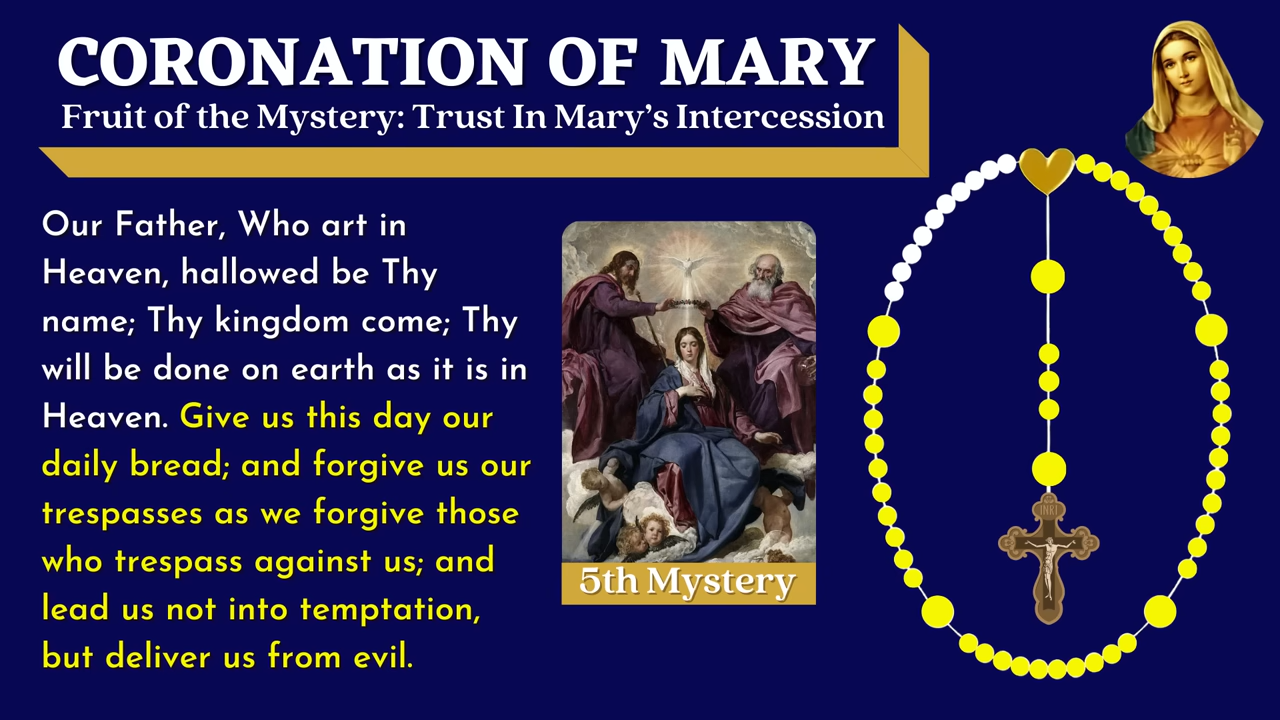 CORONATION OF MARY
Fruit of the Mystery: Trust In Mary’s Intercession
Our Father, Who art in
Heaven, hallowed be Thy
name; Thy kingdom come; Thy
will be done on earth as it is in
Heaven. Give us this day our
daily bread; and forgive us our
trespasses as we forgive those
who trespass against us; and
lead us not into temptation,
but deliver us from evil.
5th Mystery
INRI